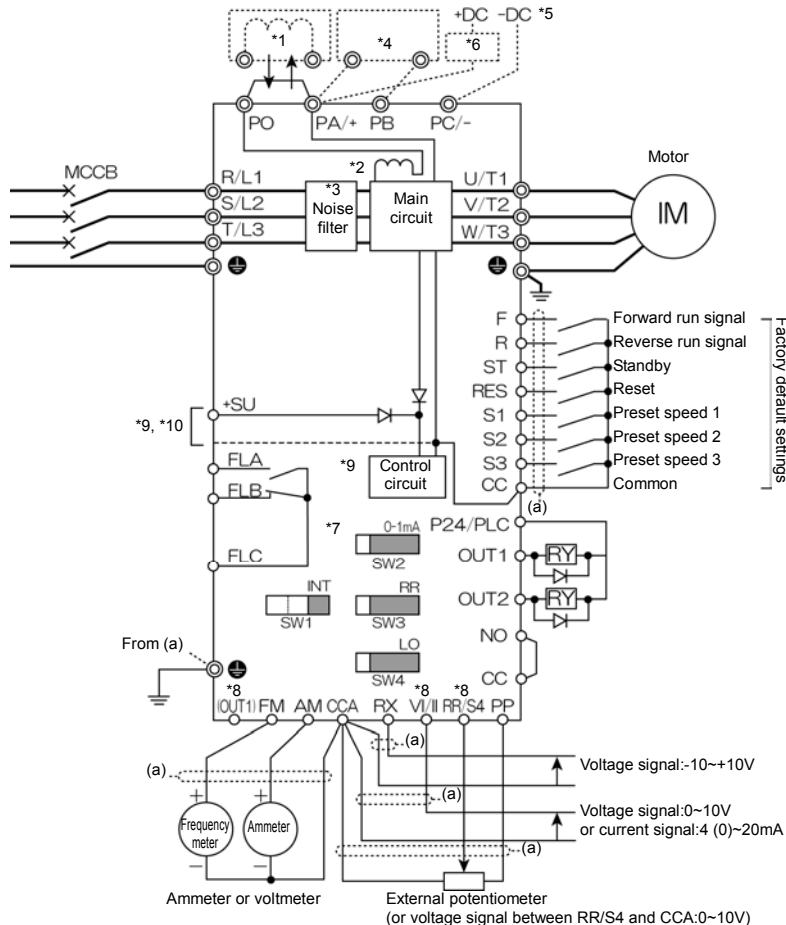 +DC -DC *5
*1
*4
*6
PO
PA/+
PB
PC/-
MCCB
*2
Motor
R/L1
*3
Noise
filter
Main
circuit
U/T1
S/L2
V/T2
IM
T/L3
W/T3
F
Forward run signal
R
Reverse run signal
ST
Standby
RES
Reset
+SU
S1
Preset speed 1
*9, *10
S2
Preset speed 2
S3
Preset speed 3
CC
Common
Factory derault settings
FLA
*9
Control
circuit
FLB
(a)
*7
0-1mA
SW2
P24/PLC
FLC
OUT1
RY
INT
SW1
RR
SW3
OUT2
RY
LO
SW4
NO
From (a)
CC
*8
*8
*8
(OUT1)
FM
AM
CCA
RX
VI/II
RR/S4
PP
(a)
Voltage signal:-10~+10V
(a)
(a)
Voltage signal:0~10V
or current signal:4 (0)~20mA
+
+
Frequency
meter
Ammeter
(a)
−
−
Ammeter or voltmeter
External potentiometer
(or voltage signal between RR/S4 and CCA:0~10V)